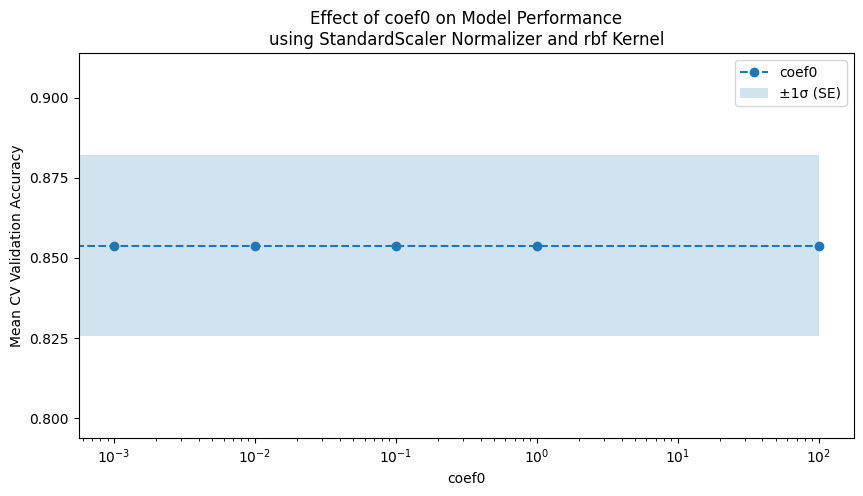 Effect of coef0 on Model Performance
using StandardScaler Normalizer and rbf Kernel
coef0
±1σ (SE)
Mean CV Validation Accuracy
0.900
0.875
0.850
0.825
0.800
10⁻³ 10⁻² 10⁻¹ 10⁰ 10¹ 10²
coef0